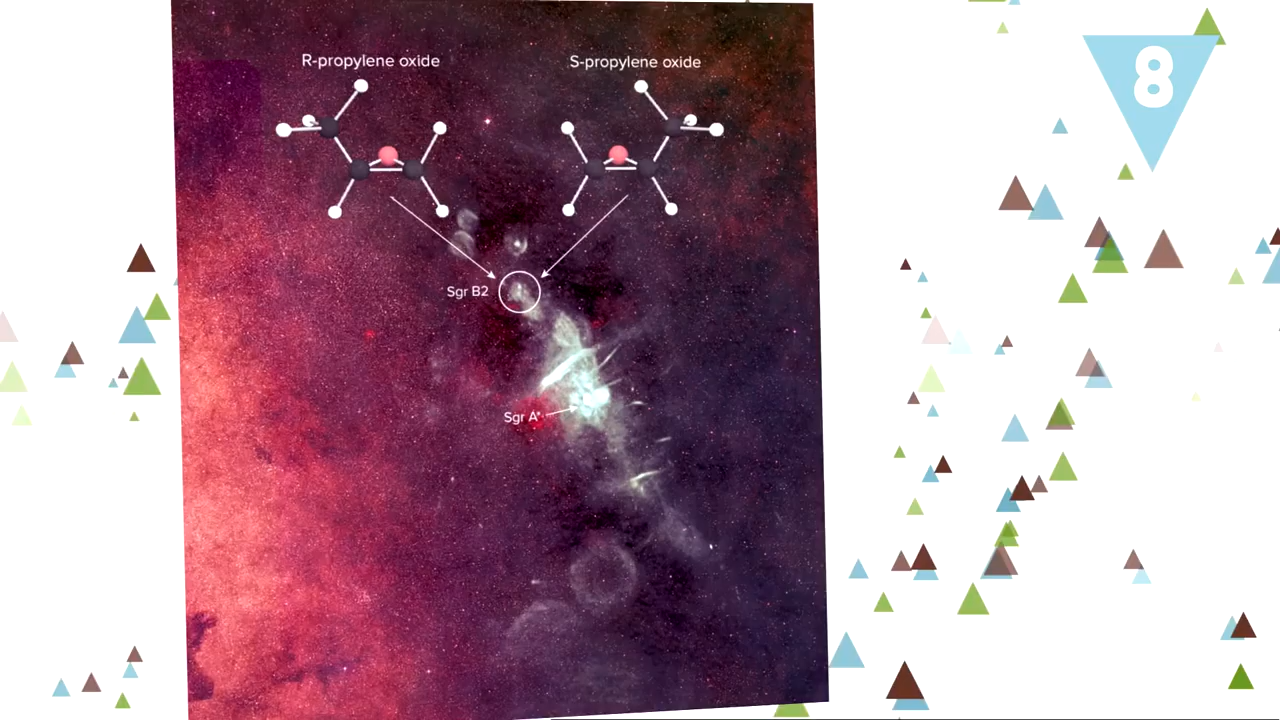 R-propylene oxide
S-propylene oxide
8
Sgr B2
Sgr A*